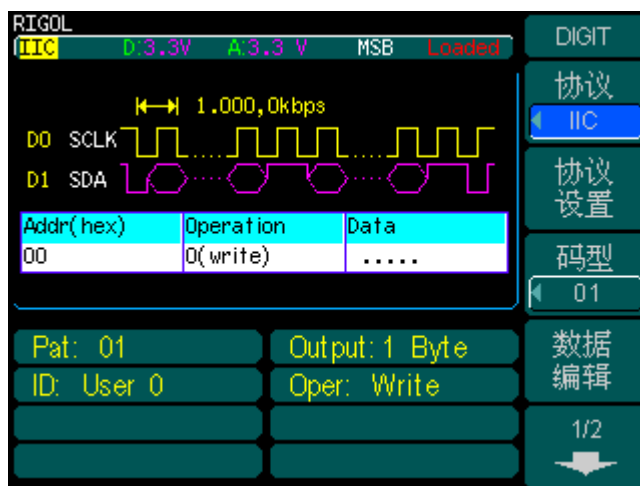 RIGOL
IIC D:3.3V A:3.3 V MSB Loaded
1.000,0kbps
D0 SCLK
D1 SDA
Addr(hex) Operation Data
00 0(write) .....
Pat: 01 Output: 1 Byte
ID: User 0 Oper: Write
DIGIT
协议
IIC
协议
设置
码型
01
数据
编辑
1/2